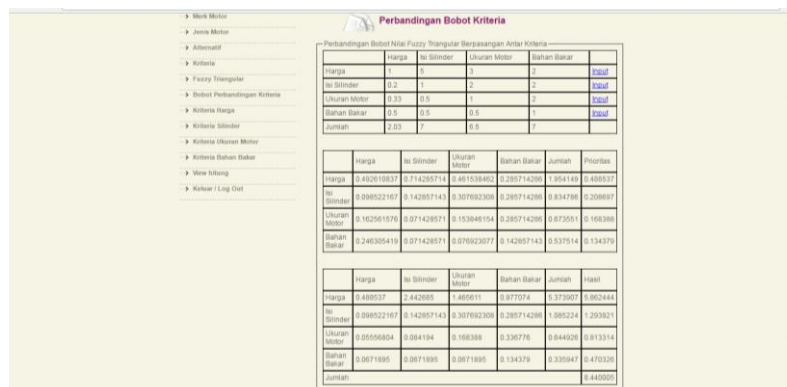 Merk Motor
Jenis Motor
Alternatif
Kriteria
Fuzzy Triangular
Bobot Perbandingan Kriteria
Kriteria Harga
Kriteria Silinder
Kriteria Ukuran Motor
Kriteria Bahan Bakar
View hitung
Keluar / Log Out
Perbandingan Bobot Kriteria
Perbandingan Bobot Nilai Fuzzy Triangular Berpasangan Antar Kriteria
Harga Isi Silinder Ukuran Motor Bahan Bakar
Harga 1 5 3 2 Input
Isi Silinder 0.2 1 2 2 Input
Ukuran Motor 0.33 0.5 1 2 Input
Bahan Bakar 0.5 0.5 0.5 1 Input
Jumlah 2.03 7 6.5 7
Harga Isi Silinder Ukuran Motor Bahan Bakar Jumlah Prioritas
Harga 0.492610837 0.714285714 0.461538462 0.285714286 1.954149 0.488537
Isi Silinder 0.098522167 0.142857143 0.307692308 0.285714286 0.834786 0.208697
Ukuran Motor 0.162561576 0.071428571 0.153846154 0.285714286 0.673551 0.168388
Bahan Bakar 0.246305419 0.071428571 0.076923077 0.142857143 0.537514 0.134379
Harga Isi Silinder Ukuran Motor Bahan Bakar Jumlah Hasil
Harga 0.488537 2.442685 1.465611 0.977074 5.373907 5.862444
Isi Silinder 0.098522167 0.142857143 0.307692308 0.285714286 1.085224 1.293921
Ukuran Motor 0.05556804 0.084194 0.168388 0.336776 0.644926 0.813314
Bahan Bakar 0.0671895 0.0671895 0.0671895 0.134379 0.335947 0.470326
Jumlah 8.440005